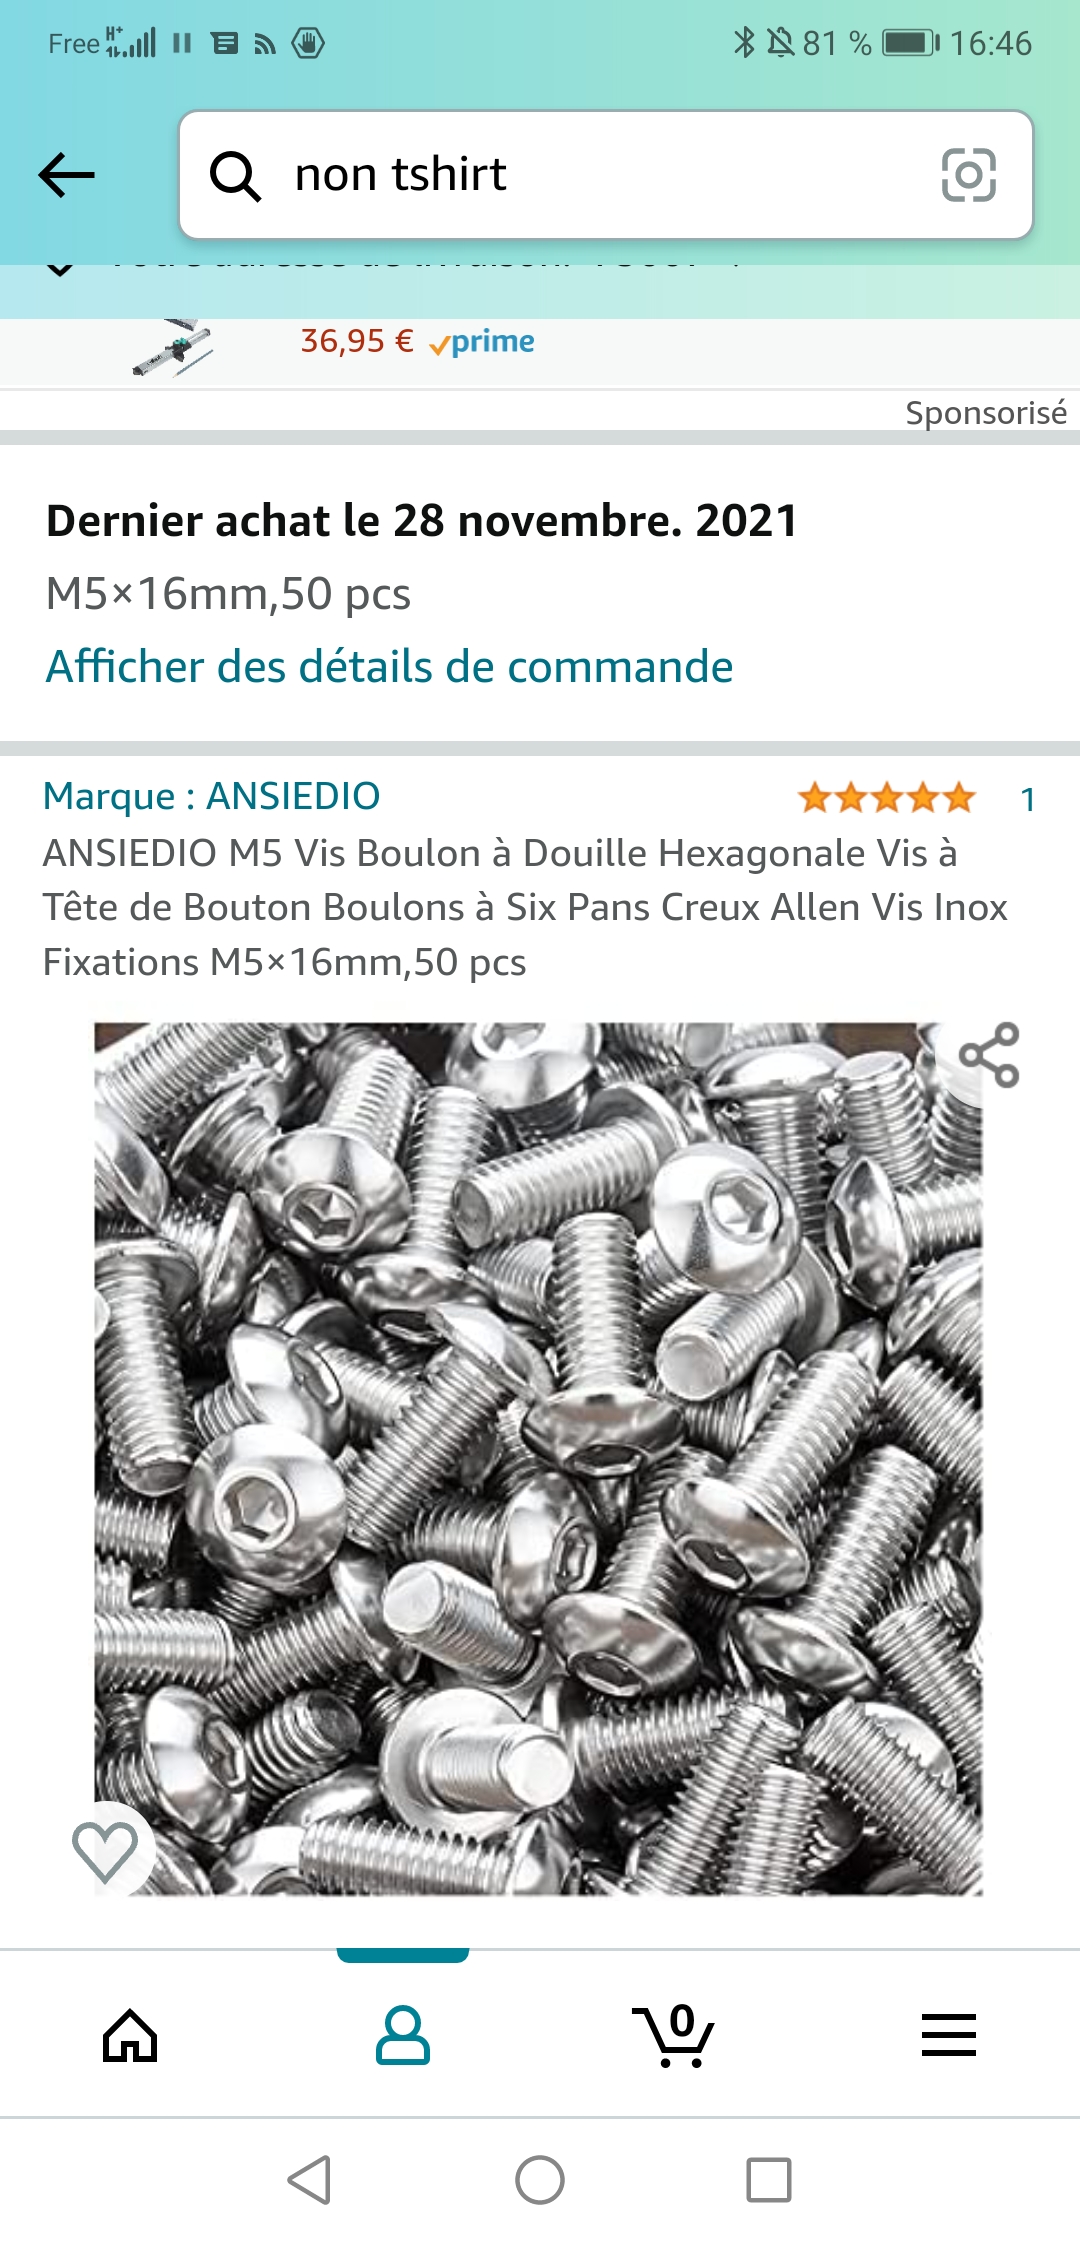 Free H+ 81 % 16:46
non tshirt
36,95 € prime
Sponsorisé
Dernier achat le 28 novembre. 2021
M5×16mm,50 pcs
Afficher des détails de commande
Marque : ANSIEDIO 1
ANSIEDIO M5 Vis Boulon à Douille Hexagonale Vis à
Tête de Bouton Boulons à Six Pans Creux Allen Vis Inox
Fixations M5×16mm,50 pcs
0